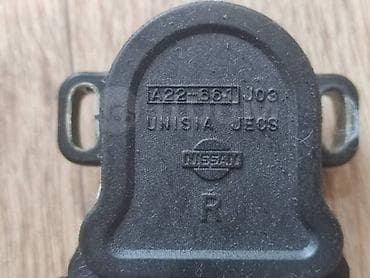 A22-661 J03
UNISIA JECS
NISSAN
R